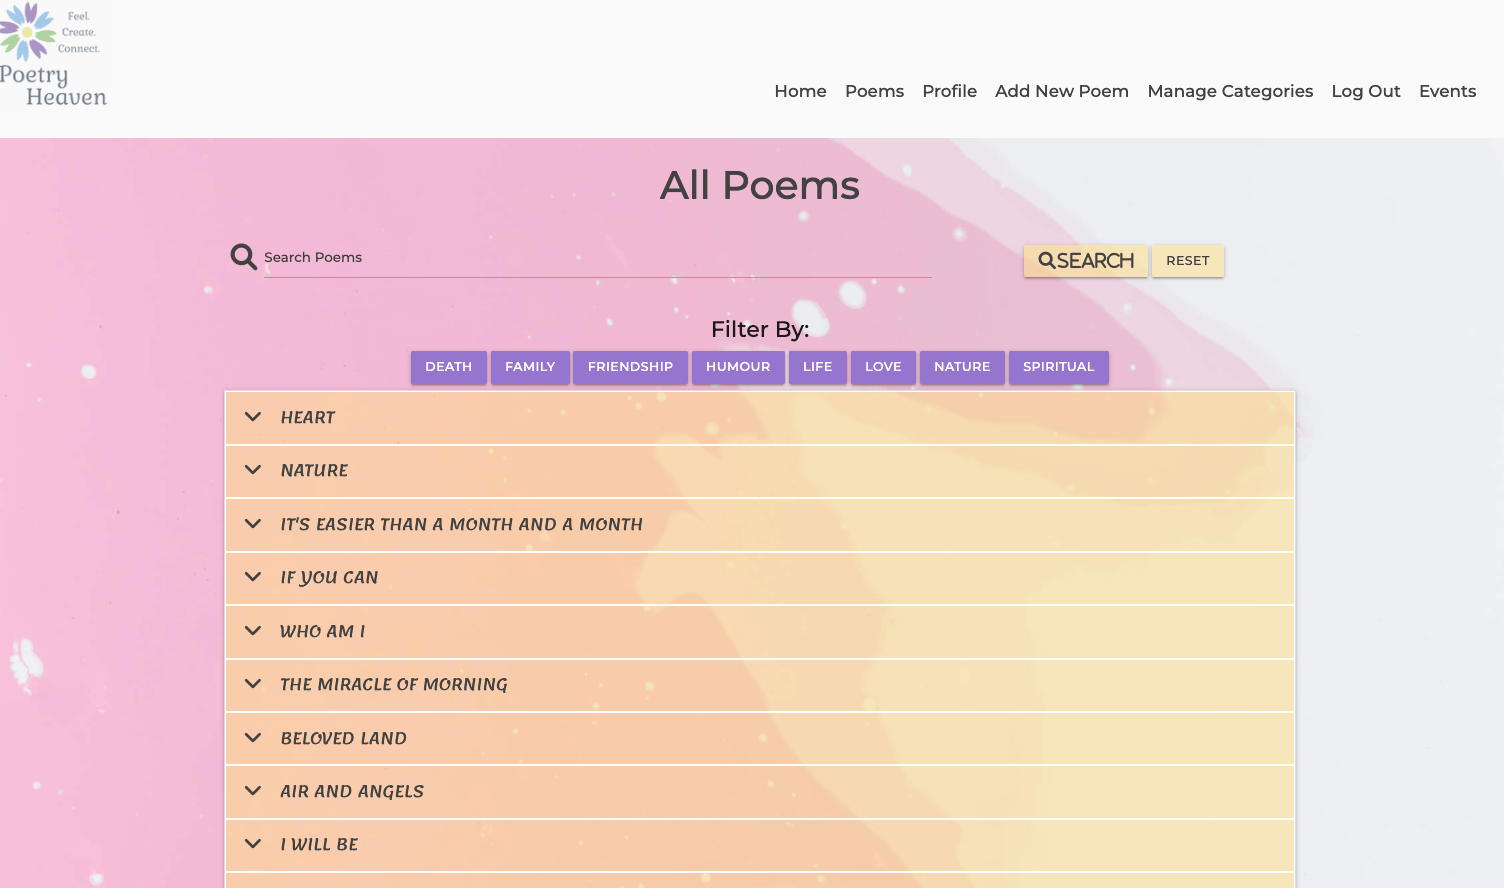 Feel.
Create.
Connect.
Poetry
Heaven
Home Poems Profile Add New Poem Manage Categories Log Out Events
All Poems
Search Poems
SEARCH RESET
Filter By:
DEATH FAMILY FRIENDSHIP HUMOUR LIFE LOVE NATURE SPIRITUAL
HEART
NATURE
IT'S EASIER THAN A MONTH AND A MONTH
IF YOU CAN
WHO AM I
THE MIRACLE OF MORNING
BELOVED LAND
AIR AND ANGELS
I WILL BE